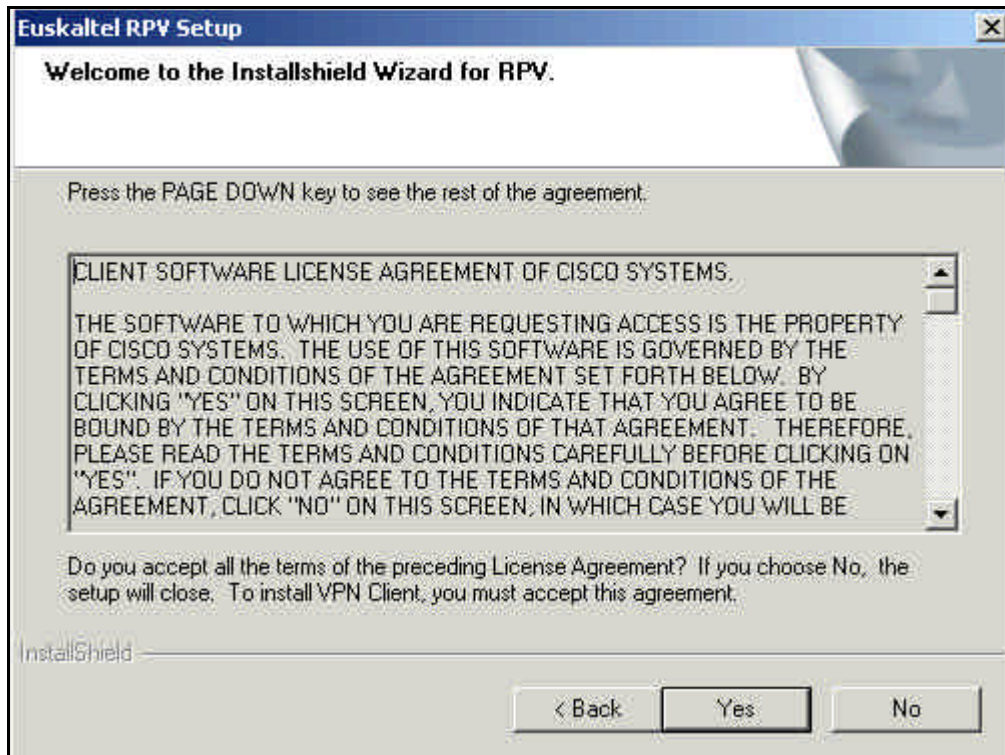 Euskaltel RPV Setup
Welcome to the Installshield Wizard for RPV.
Press the PAGE DOWN key to see the rest of the agreement.
CLIENT SOFTWARE LICENSE AGREEMENT OF CISCO SYSTEMS.
THE SOFTWARE TO WHICH YOU ARE REQUESTING ACCESS IS THE PROPERTY
OF CISCO SYSTEMS.  THE USE OF THIS SOFTWARE IS GOVERNED BY THE
TERMS AND CONDITIONS OF THE AGREEMENT SET FORTH BELOW.  BY
CLICKING "YES" ON THIS SCREEN, YOU INDICATE THAT YOU AGREE TO BE
BOUND BY THE TERMS AND CONDITIONS OF THAT AGREEMENT.   THEREFORE,
PLEASE READ THE TERMS AND CONDITIONS CAREFULLY BEFORE CLICKING ON
"YES".  IF YOU DO NOT AGREE TO THE TERMS AND CONDITIONS OF THE
AGREEMENT, CLICK "NO" ON THIS SCREEN, IN WHICH CASE YOU WILL BE
Do you accept all the terms of the preceding License Agreement?  If you choose No,  the
setup will close.  To install VPN Client, you must accept this agreement.
InstallShield
< Back
Yes
No